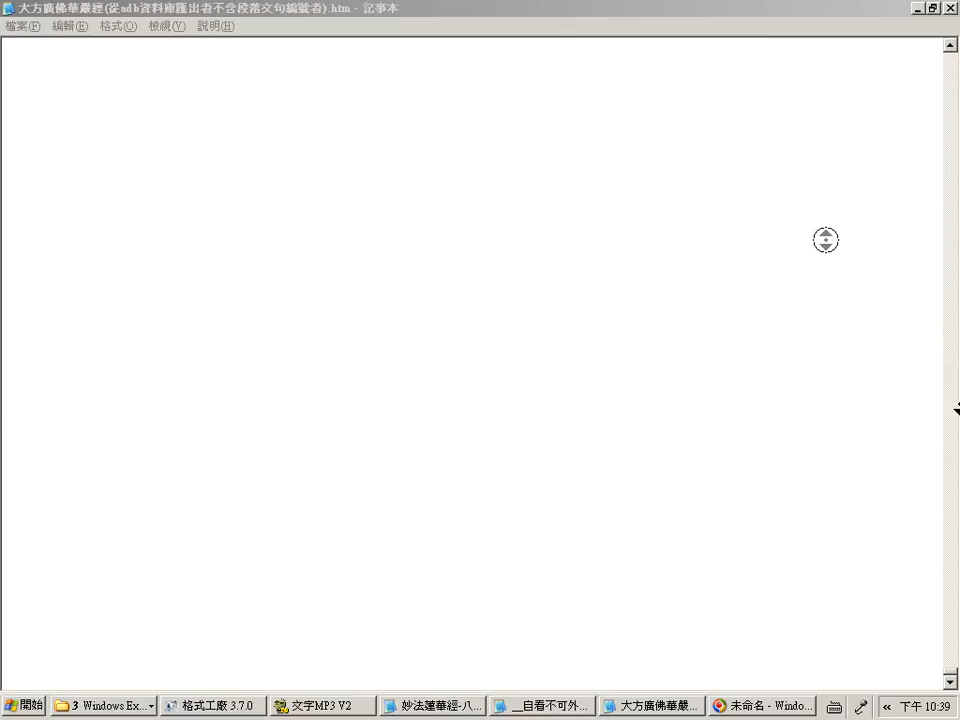 大方廣佛華嚴經(從adb資料庫匯出者不含段落交句編號者).htm - 記事本
檔案(F) 編輯(E) 格式(O) 檢視(V) 說明(H)
開始 3 Windows Ex... 格式工廠 3.7.0 文字MP3 V2 妙法蓮華經-八... __自看不可外... 大方廣佛華嚴... 未命名 - Windo... « 下午 10:39